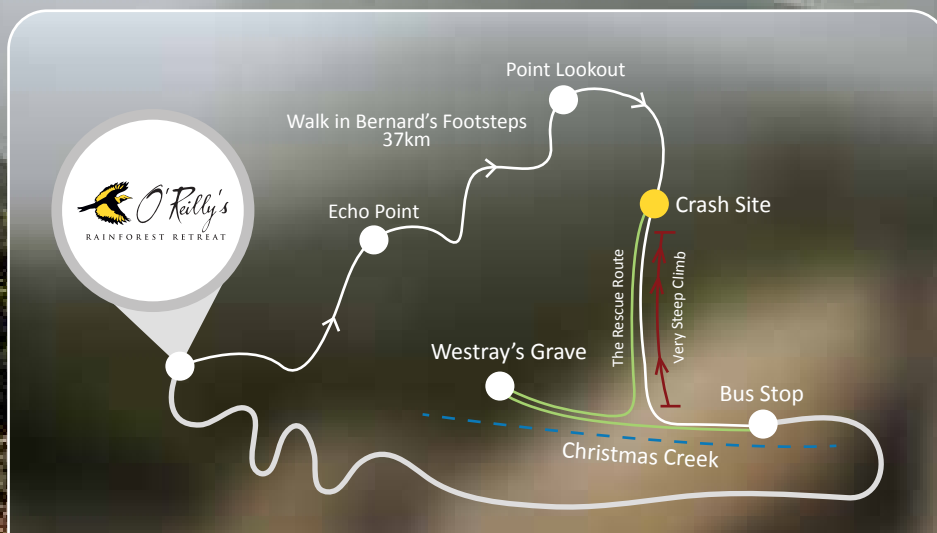 Point Lookout
Walk in Bernard's Footsteps
37km
O'Reilly's
RAINFOREST RETREAT
Echo Point
Crash Site
The Rescue Route
Very Steep Climb
Westray's Grave
Bus Stop
Christmas Creek